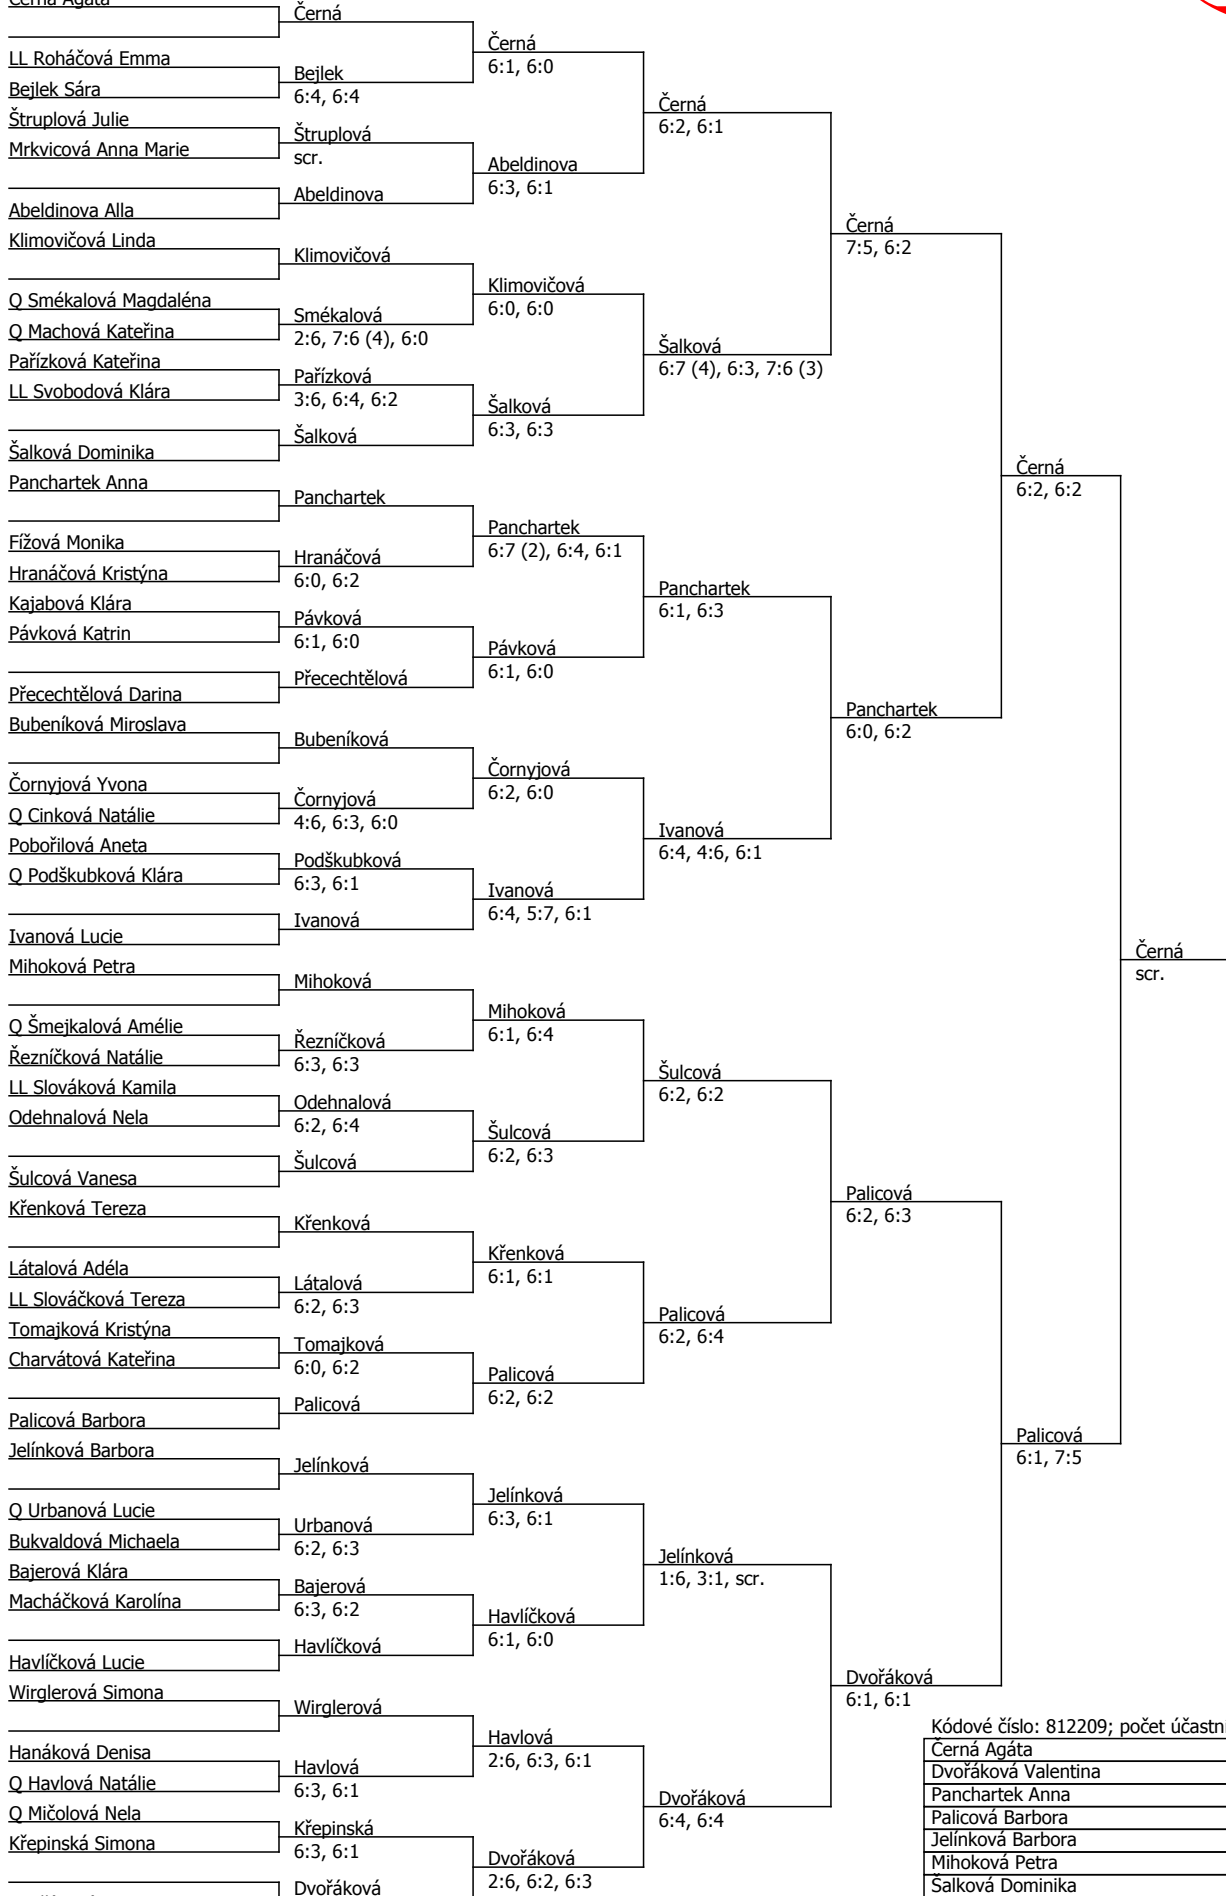 Černá Agáta
LL Roháčová Emma
Bejlek Sára
Štruplová Julie
Mrkvicová Anna Marie
Abeldinova Alla
Klimovičová Linda
Q Smékalová Magdaléna
Q Machová Kateřina
Pařízková Kateřina
LL Svobodová Klára
Šalková Dominika
Panchartek Anna
Fížová Monika
Hranáčová Kristýna
Kajabová Klára
Pávková Katrin
Přecechtělová Darina
Bubeníková Miroslava
Čornyjová Yvona
Q Cinková Natálie
Pobořilová Aneta
Q Podškubková Klára
Ivanová Lucie
Mihoková Petra
Q Šmejkalová Amélie
Řezníčková Natálie
LL Slováková Kamila
Odehnalová Nela
Šulcová Vanesa
Křenková Tereza
Látalová Adéla
LL Slováčková Tereza
Tomajková Kristýna
Charvátová Kateřina
Palicová Barbora
Jelínková Barbora
Q Urbanová Lucie
Bukvaldová Michaela
Bajerová Klára
Macháčková Karolína
Havlíčková Lucie
Wirglerová Simona
Hanáková Denisa
Q Havlová Natálie
Q Mičolová Nela
Křepinská Simona
Černá
Bejlek
6:4, 6:4
Štruplová
scr.
Abeldinova
Klimovičová
Smékalová
2:6, 7:6 (4), 6:0
Pařízková
3:6, 6:4, 6:2
Šalková
Panchartek
Hranáčová
6:0, 6:2
Pávková
6:1, 6:0
Přecechtělová
Bubeníková
Čornyjová
4:6, 6:3, 6:0
Podškubková
6:3, 6:1
Ivanová
Mihoková
Řezníčková
6:3, 6:3
Odehnalová
6:2, 6:4
Šulcová
Křenková
Látalová
6:2, 6:3
Tomajková
6:0, 6:2
Palicová
Jelínková
Urbanová
6:2, 6:3
Bajerová
6:3, 6:2
Havlíčková
Wirglerová
Havlová
6:3, 6:1
Křepinská
6:3, 6:1
Dvořáková
Černá
6:1, 6:0
Abeldinova
6:3, 6:1
Klimovičová
6:0, 6:0
Šalková
6:3, 6:3
Panchartek
6:7 (2), 6:4, 6:1
Pávková
6:1, 6:0
Čornyjová
6:2, 6:0
Ivanová
6:4, 5:7, 6:1
Mihoková
6:1, 6:4
Šulcová
6:2, 6:3
Křenková
6:1, 6:1
Palicová
6:2, 6:2
Jelínková
6:3, 6:1
Havlíčková
6:1, 6:0
Havlová
2:6, 6:3, 6:1
Dvořáková
2:6, 6:2, 6:3
Černá
6:2, 6:1
Šalková
6:7 (4), 6:3, 7:6 (3)
Panchartek
6:1, 6:3
Ivanová
6:4, 4:6, 6:1
Šulcová
6:2, 6:2
Palicová
6:2, 6:4
Jelínková
1:6, 3:1, scr.
Dvořáková
6:4, 6:4
Černá
7:5, 6:2
Panchartek
6:0, 6:2
Palicová
6:2, 6:3
Dvořáková
6:1, 6:1
Černá
6:2, 6:2
Palicová
6:1, 7:5
Černá
scr.
Kódové číslo: 812209; počet účastní
Černá Agáta
Dvořáková Valentina
Panchartek Anna
Palicová Barbora
Jelínková Barbora
Mihoková Petra
Šalková Dominika